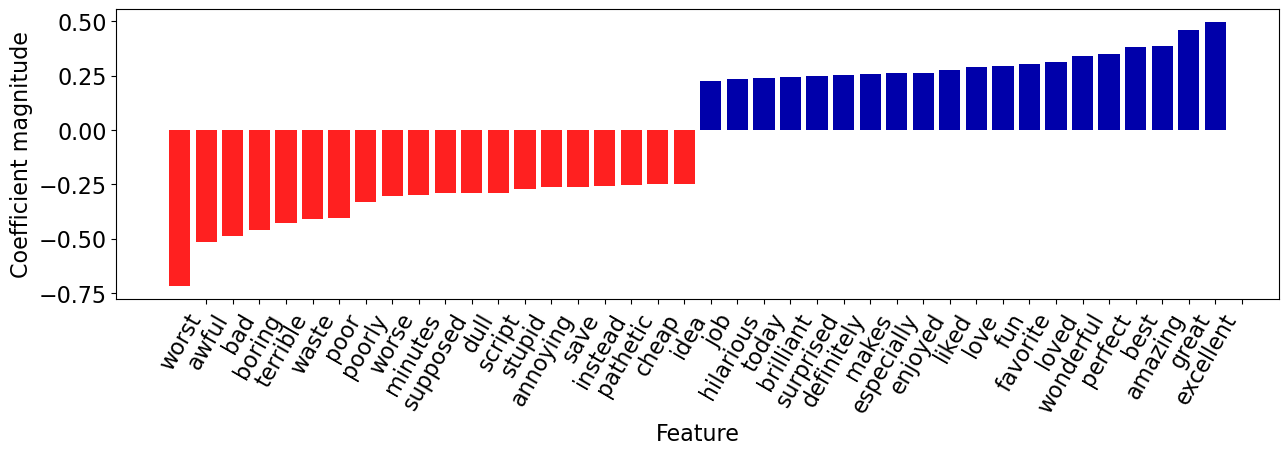 Coefficient magnitude
0.50
0.25
0.00
−0.25
−0.50
−0.75
worst
awful
bad
boring
terrible
waste
poor
poorly
worse
minutes
supposed
dull
script
stupid
annoying
save
instead
pathetic
cheap
idea
job
hilarious
today
brilliant
surprised
definitely
makes
especially
enjoyed
liked
love
fun
favorite
loved
wonderful
perfect
best
amazing
great
excellent
Feature